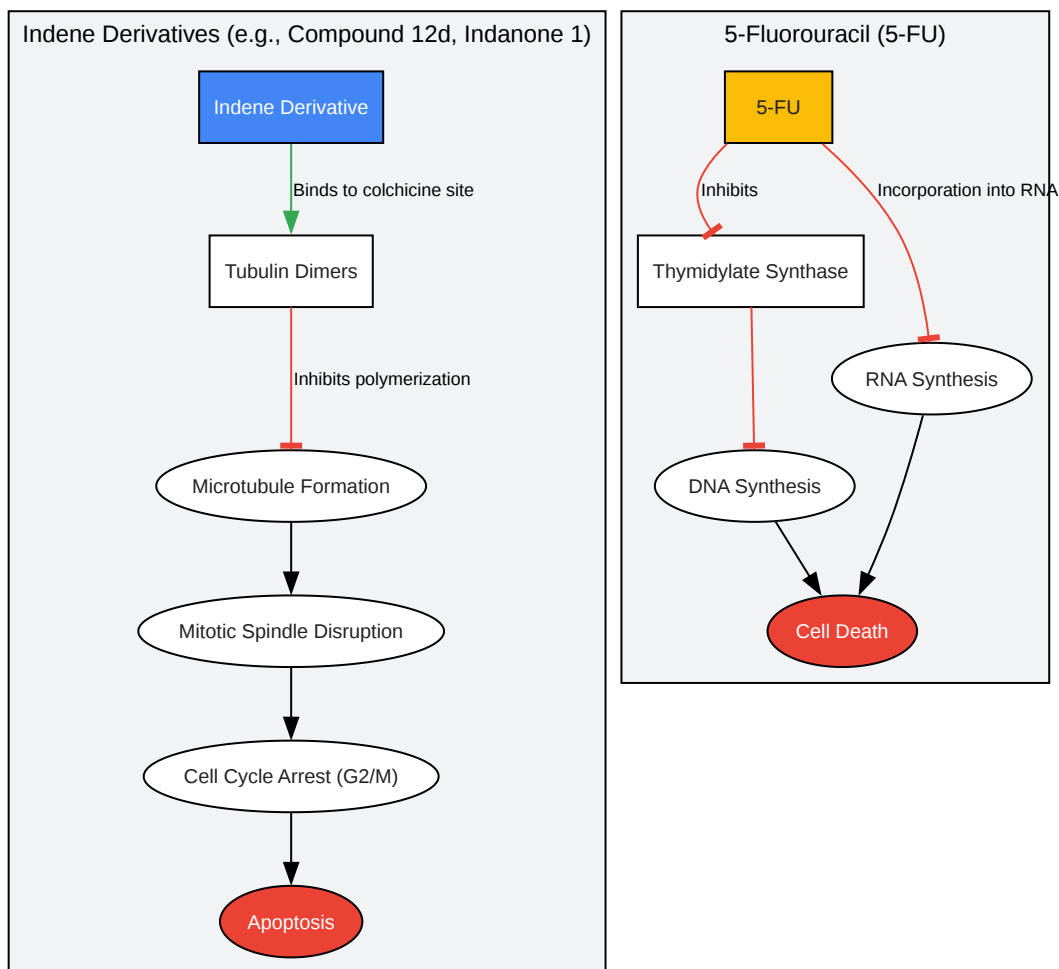 Indene Derivatives (e.g., Compound 12d, Indanone 1)
Indene Derivative
Binds to colchicine site
Tubulin Dimers
Inhibits polymerization
Microtubule Formation
Mitotic Spindle Disruption
Cell Cycle Arrest (G2/M)
Apoptosis
5-Fluorouracil (5-FU)
5-FU
Inhibits
Incorporation into RNA
Thymidylate Synthase
RNA Synthesis
DNA Synthesis
Cell Death